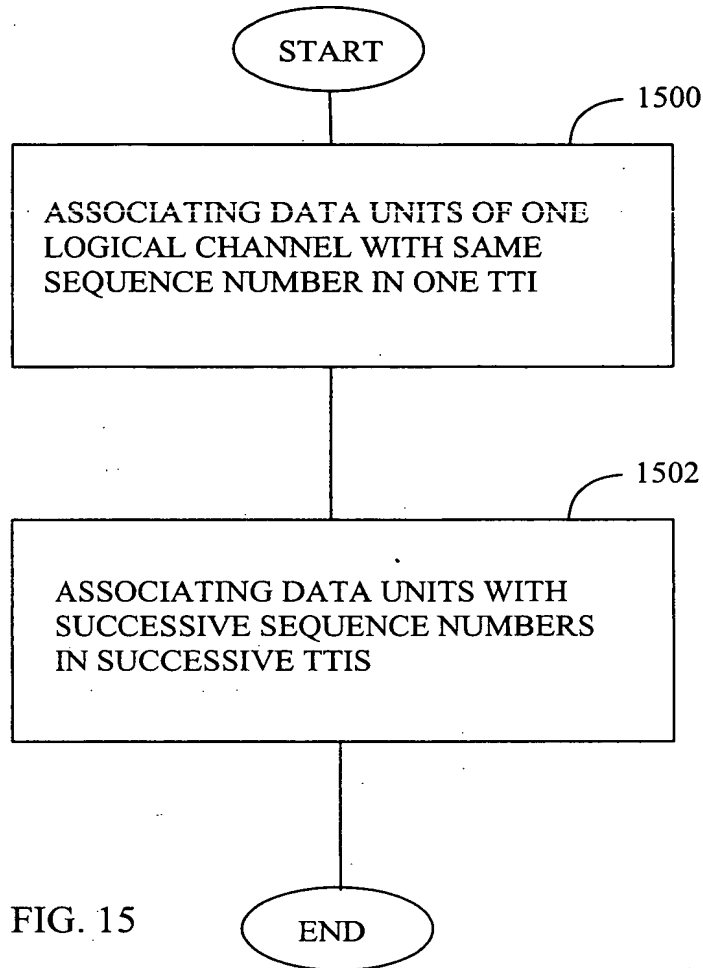 START
1500
ASSOCIATING DATA UNITS OF ONE
LOGICAL CHANNEL WITH SAME
SEQUENCE NUMBER IN ONE TTI
1502
ASSOCIATING DATA UNITS WITH
SUCCESSIVE SEQUENCE NUMBERS
IN SUCCESSIVE TTIS
FIG. 15
END